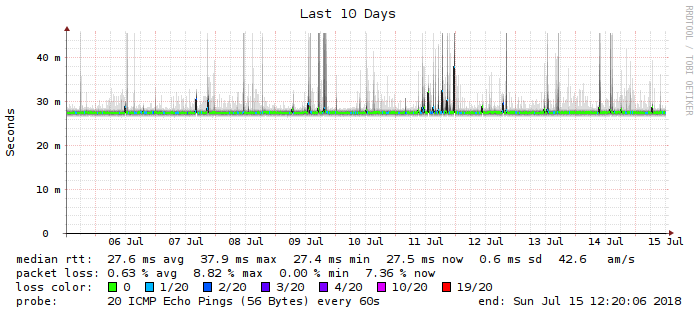 Last 10 Days
RRDTOOL / TOBI OETIKER
Seconds
40 m
30 m
20 m
10 m
0
06 Jul 07 Jul 08 Jul 09 Jul 10 Jul 11 Jul 12 Jul 13 Jul 14 Jul 15 Jul
median rtt: 27.6 ms avg 37.9 ms max 27.4 ms min 27.5 ms now 0.6 ms sd 42.6 am/s
packet loss: 0.63 % avg 8.82 % max 0.00 % min 7.36 % now
loss color: 0 1/20 2/20 3/20 4/20 10/20 19/20
probe: 20 ICMP Echo Pings (56 Bytes) every 60s end: Sun Jul 15 12:20:06 2018